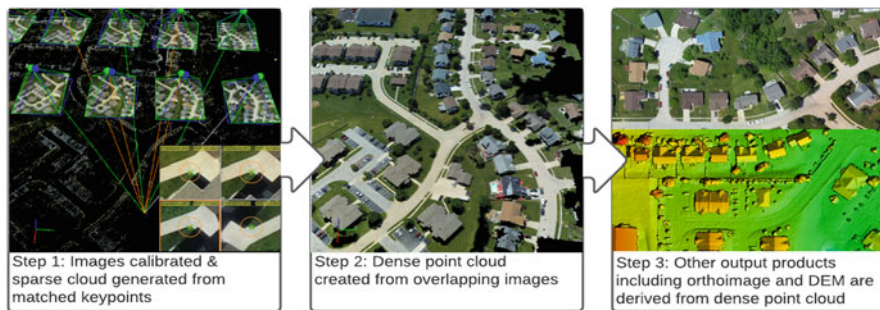 Step 1: Images calibrated &
sparse cloud generated from
matched keypoints
Step 2: Dense point cloud
created from overlapping images
Step 3: Other output products
including orthoimage and DEM are
derived from dense point cloud